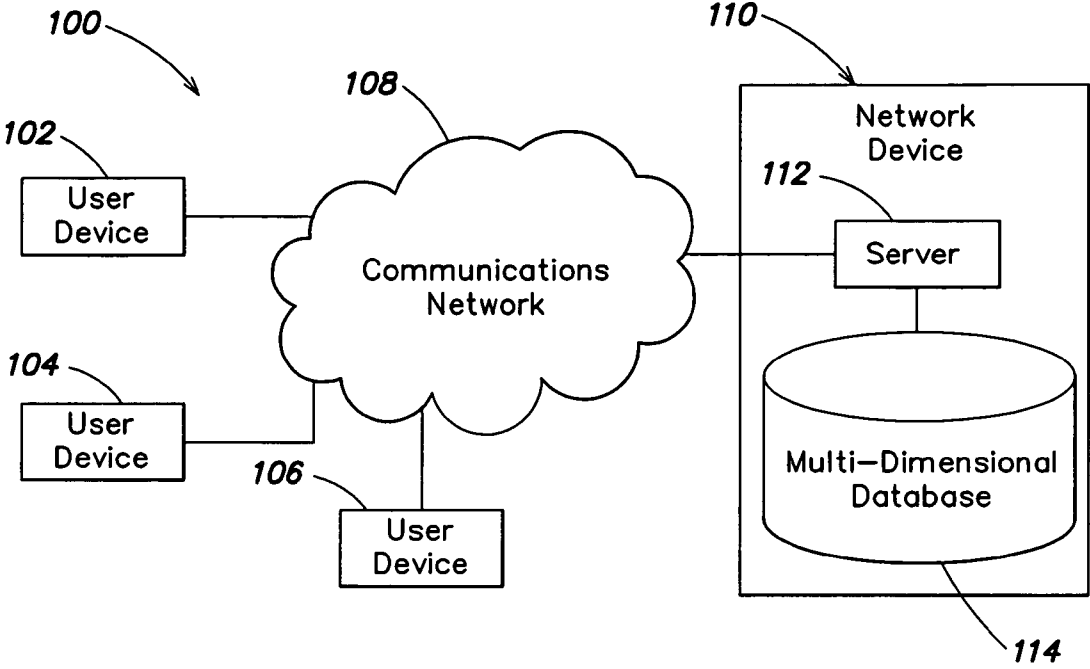 100
110
108
Network
Device
102
112
User
Device
Server
Communications
Network
104
User
Device
Multi-Dimensional
Database
106
User
Device
114